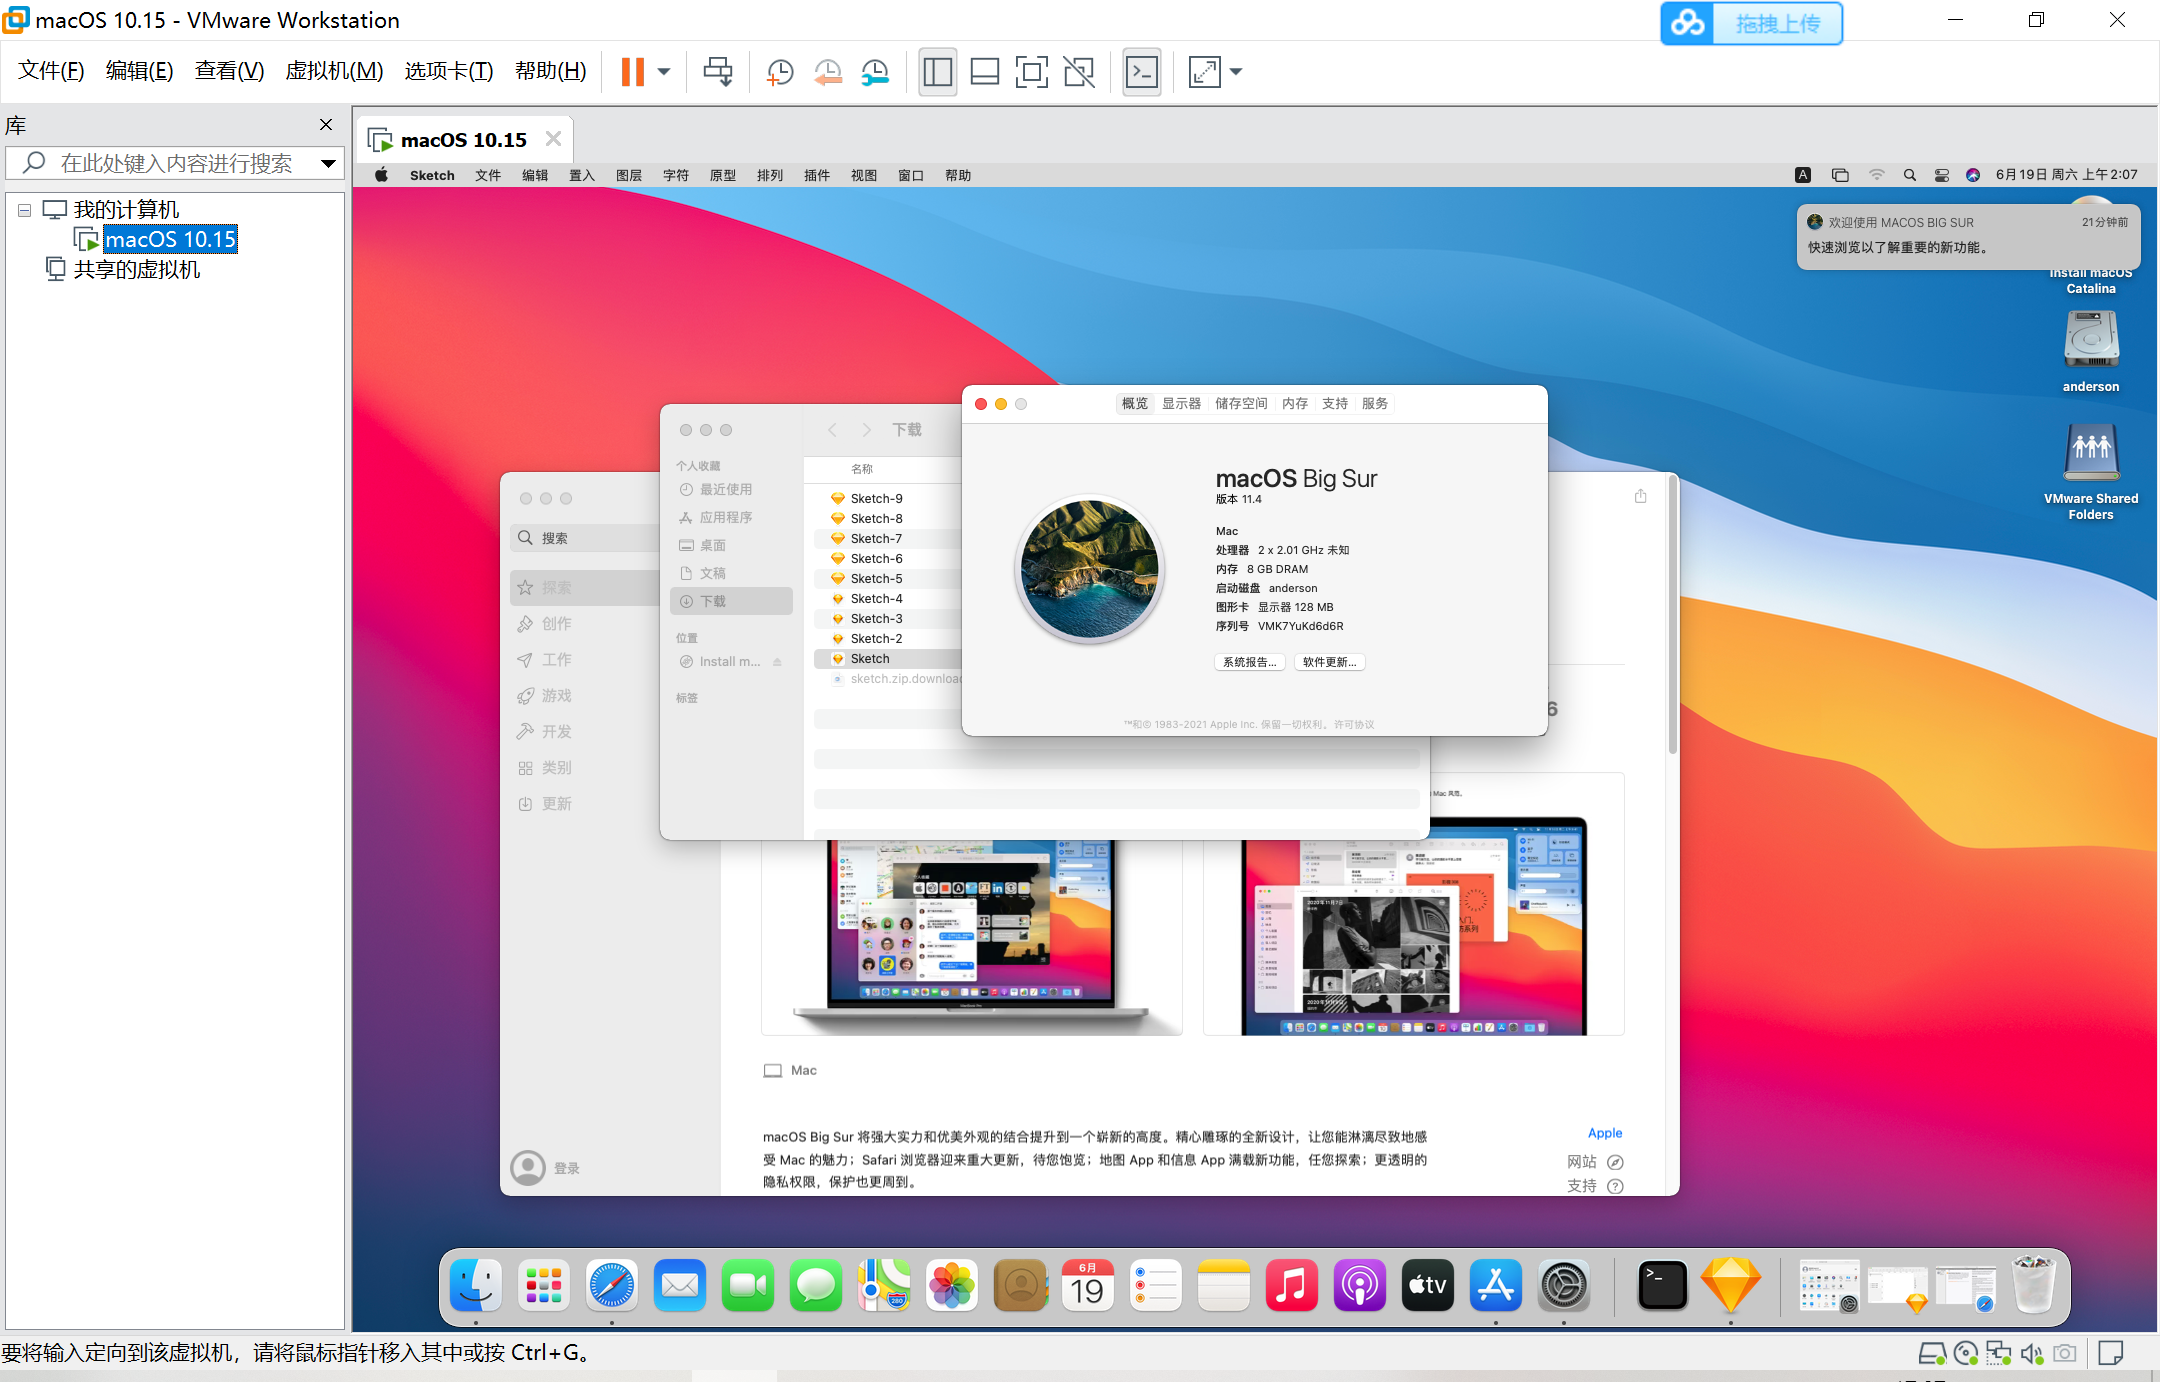 macOS 10.15 - VMware Workstation
拖拽上传
文件(F) 编辑(E) 查看(V) 虚拟机(M) 选项卡(T) 帮助(H)
库
在此处键入内容进行搜索
我的计算机
macOS 10.15
共享的虚拟机
macOS 10.15
Sketch 文件 编辑 置入 图层 字符 原型 排列 插件 视图 窗口 帮助
A
6月19日 周六 上午2:07
欢迎使用 MACOS BIG SUR 21分钟前
快速浏览以了解重要的新功能。
Install macOS
Catalina
anderson
VMware Shared
Folders
概览 显示器 储存空间 内存 支持 服务
macOS Big Sur
版本 11.4
Mac
处理器 2 x 2.01 GHz 未知
内存 8 GB DRAM
启动磁盘 anderson
图形卡 显示器 128 MB
序列号 VMK7YuKd6d6R
系统报告...
软件更新...
™和© 1983-2021 Apple Inc. 保留一切权利。许可协议
下载
个人收藏
最近使用
应用程序
桌面
文稿
下载
位置
Install m...
标签
名称
Sketch-9
Sketch-8
Sketch-7
Sketch-6
Sketch-5
Sketch-4
Sketch-3
Sketch-2
Sketch
sketch.zip.download
搜索
探索
创作
工作
游戏
开发
类别
更新
登录
6
Mac 风范。
Mac
macOS Big Sur 将强大实力和优美外观的结合提升到一个崭新的高度。精心雕琢的全新设计，让您能淋漓尽致地感
受 Mac 的魅力；Safari 浏览器迎来重大更新，待您饱览；地图 App 和信息 App 满载新功能，任您探索；更透明的
隐私权限，保护也更周到。
Apple
网站
支持
280
6月
19
tv
要将输入定向到该虚拟机，请将鼠标指针移入其中或按 Ctrl+G。